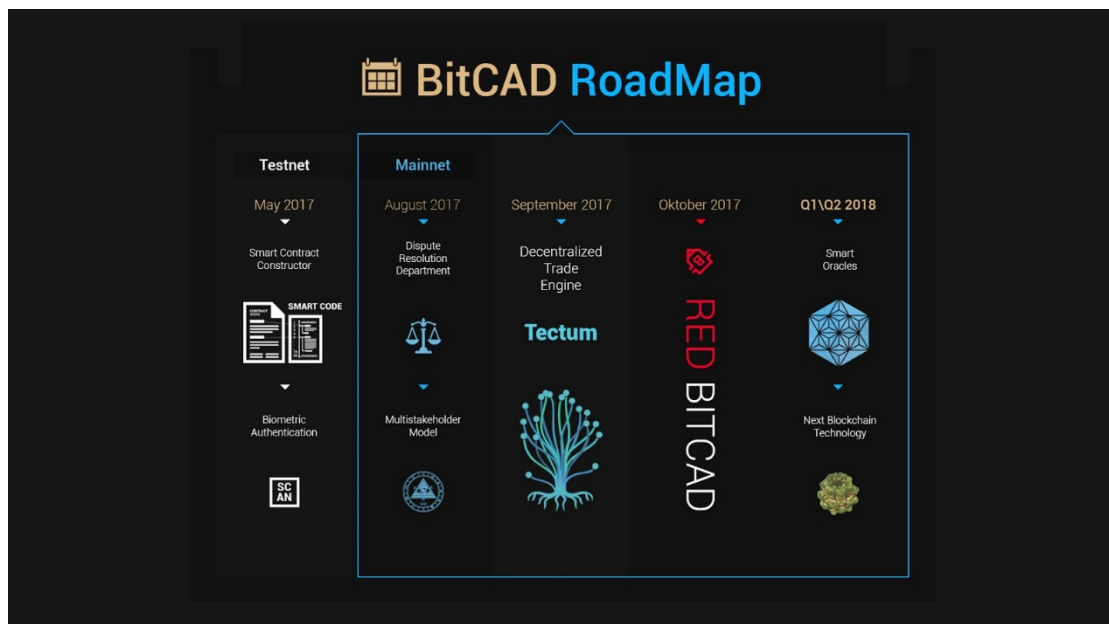 BitCAD RoadMap
Testnet
May 2017
Smart Contract
Constructor
SMART CODE
Biometric
Authentication
SC
AN
Mainnet
August 2017
Dispute
Resolution
Department
Multistakeholder
Model
September 2017
Decentralized
Trade
Engine
Tectum
Oktober 2017
RED BITCAD
Q1\Q2 2018
Smart
Oracles
Next Blockchain
Technology